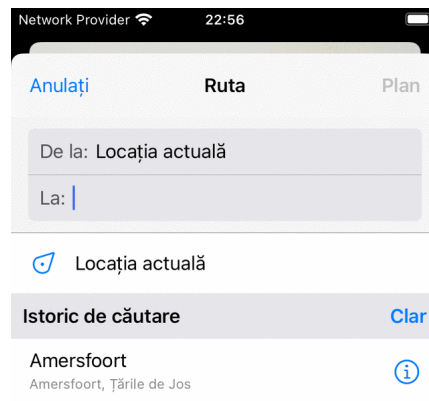 Network Provider 22:56
Anulați Ruta Plan
De la: Locația actuală
La:
Locația actuală
Istoric de căutare Clar
Amersfoort
Amersfoort, Țările de Jos